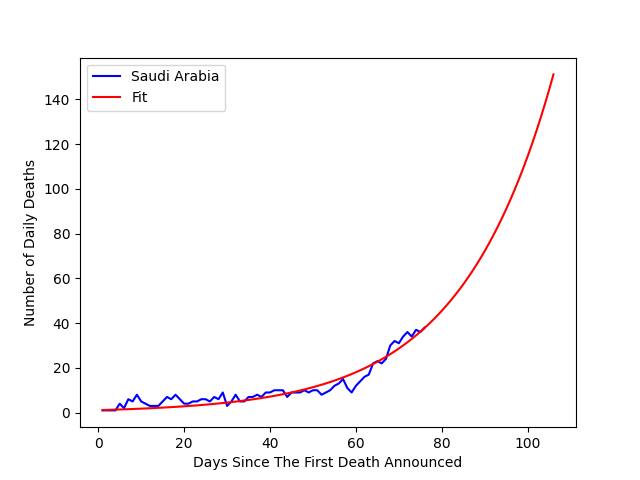 Saudi Arabia
Fit
140
120
100
80
60
40
20
0
Number of Daily Deaths
0 20 40 60 80 100
Days Since The First Death Announced